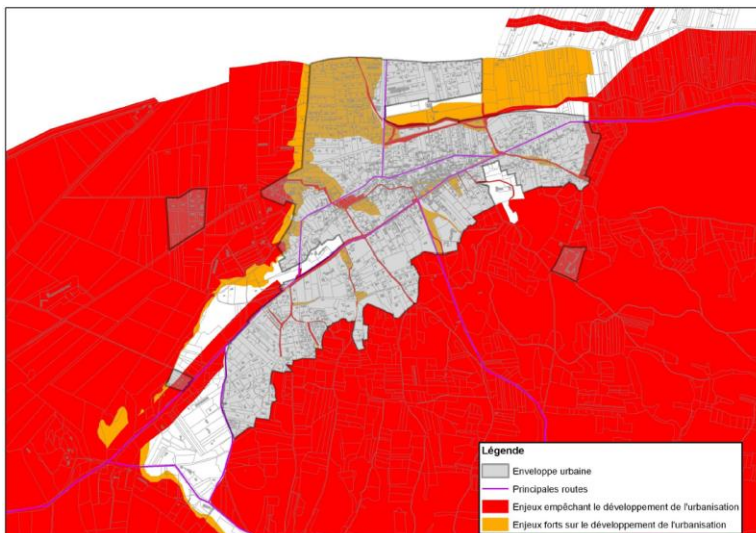 Légende
Enveloppe urbaine
Principales routes
Enjeux empêchant le développement de l'urbanisation
Enjeux forts sur le développement de l'urbanisation